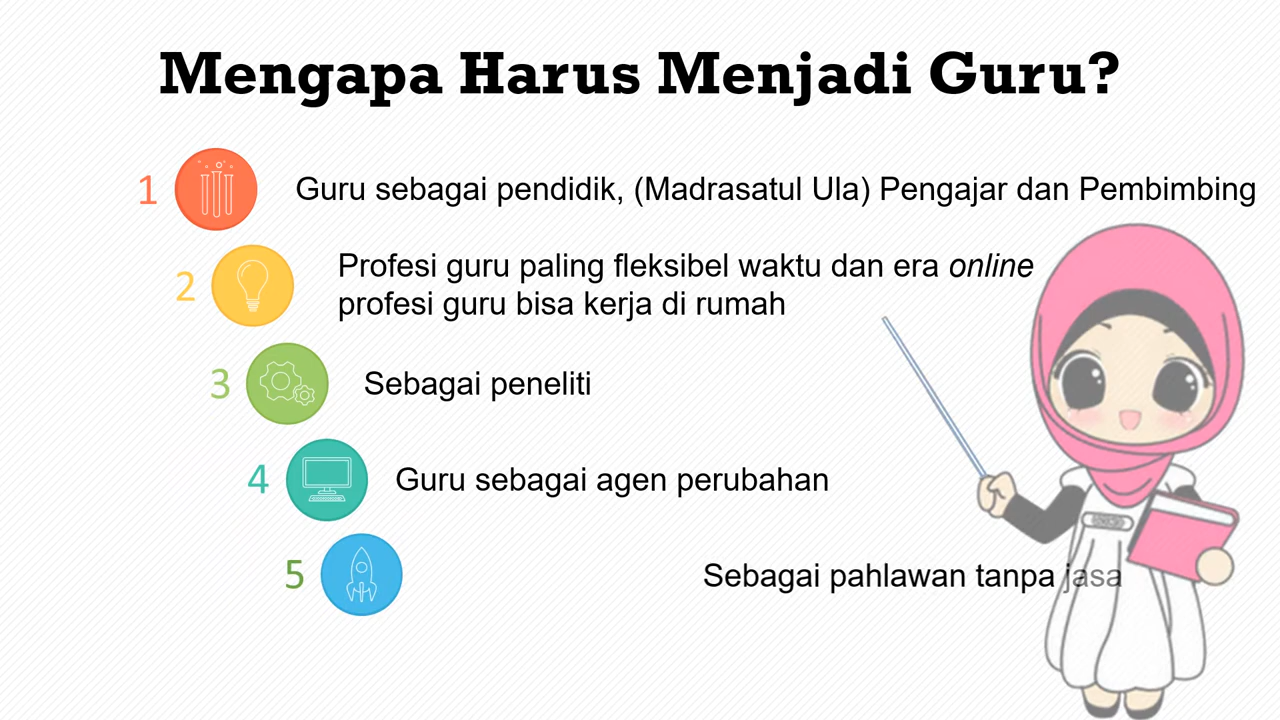 Mengapa Harus Menjadi Guru?
1 Guru sebagai pendidik, (Madrasatul Ula) Pengajar dan Pembimbing
2 Profesi guru paling fleksibel waktu dan era online
profesi guru bisa kerja di rumah
3 Sebagai peneliti
4 Guru sebagai agen perubahan
5 Sebagai pahlawan tanpa jasa